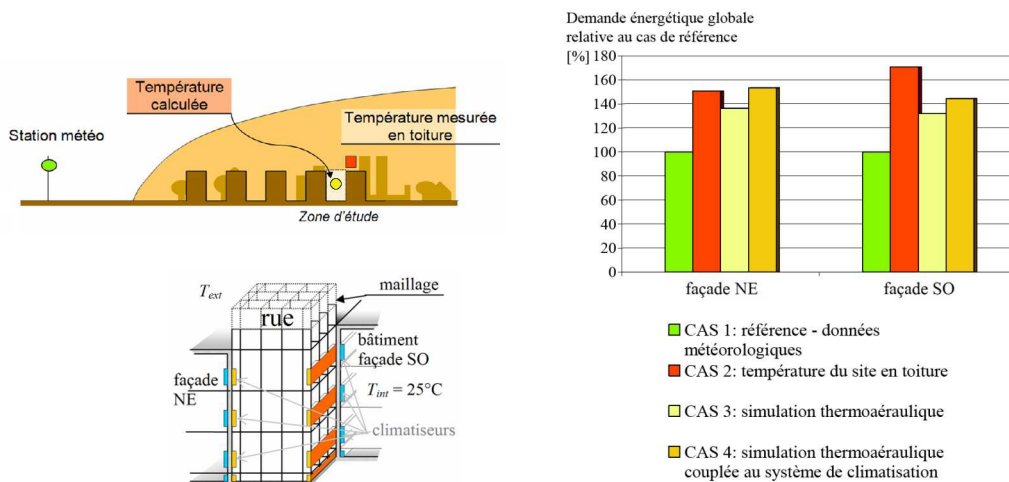 Température
calculée
Station météo
Température mesurée
en toiture
Zone d'étude
T_ext
maillage
rue
bâtiment
façade SO
façade
NE
T_int = 25°C
climatiseurs
Demande énergétique globale
relative au cas de référence
[%]
180
160
140
120
100
80
60
40
20
0
façade NE
façade SO
CAS 1: référence - données
météorologiques
CAS 2: température du site en toiture
CAS 3: simulation thermoaéraulique
CAS 4: simulation thermoaéraulique
couplée au système de climatisation